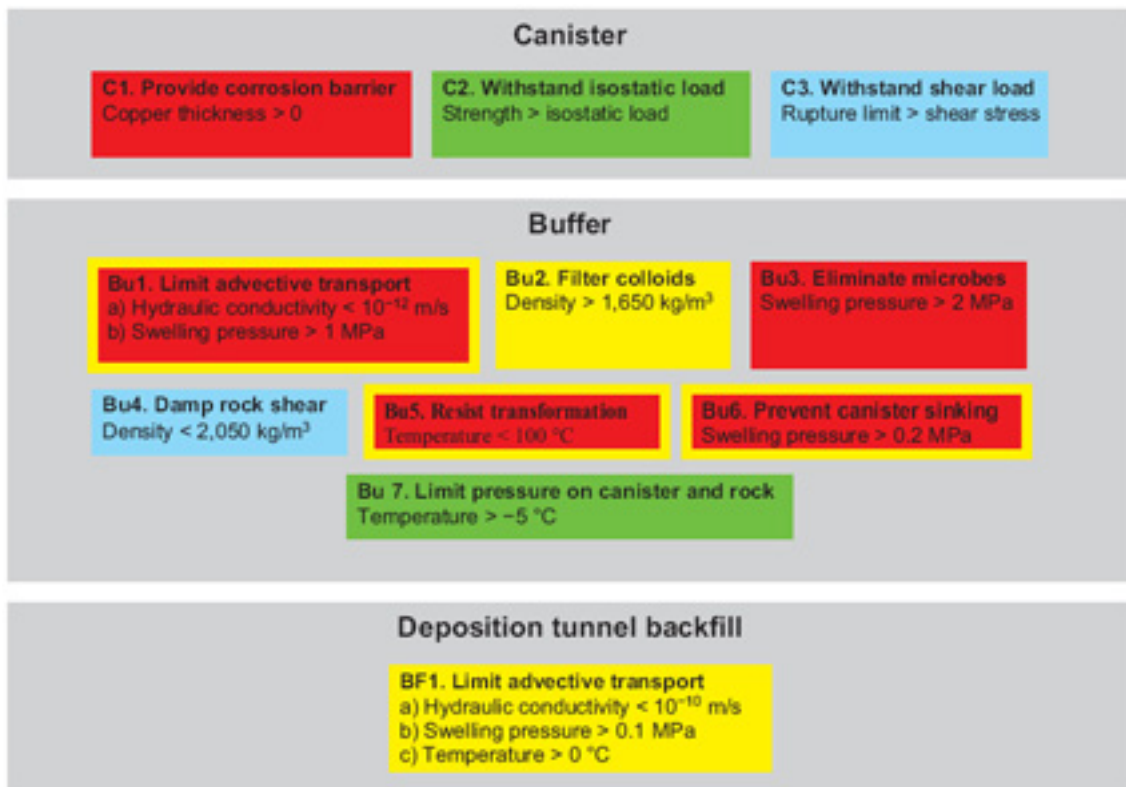 Canister
C1. Provide corrosion barrier
Copper thickness > 0
C2. Withstand isostatic load
Strength > isostatic load
C3. Withstand shear load
Rupture limit > shear stress
Buffer
Bu1. Limit advective transport
a) Hydraulic conductivity < 10⁻¹² m/s
b) Swelling pressure > 1 MPa
Bu2. Filter colloids
Density > 1,650 kg/m³
Bu3. Eliminate microbes
Swelling pressure > 2 MPa
Bu4. Damp rock shear
Density < 2,050 kg/m³
Bu5. Resist transformation
Temperature < 100 °C
Bu6. Prevent canister sinking
Swelling pressure > 0.2 MPa
Bu 7. Limit pressure on canister and rock
Temperature > −5 °C
Deposition tunnel backfill
BF1. Limit advective transport
a) Hydraulic conductivity < 10⁻¹⁰ m/s
b) Swelling pressure > 0.1 MPa
c) Temperature > 0 °C